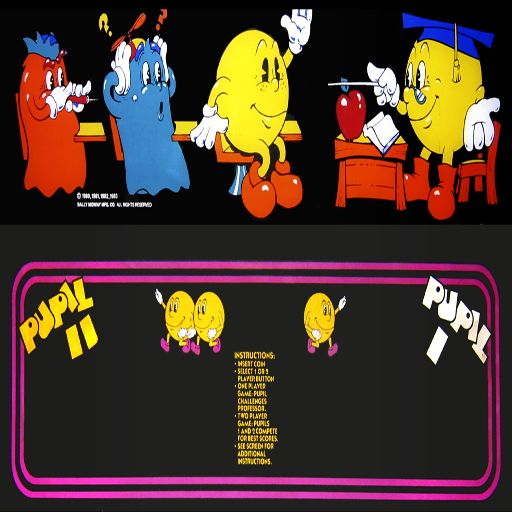 ? ?
© 1980, 1981, 1982, 1983
BALLY MIDWAY MFG. CO. ALL RIGHTS RESERVED
PUPIL
II
PUPIL
I
INSTRUCTIONS:
• INSERT COIN
• SELECT 1 OR 2
PLAYER BUTTON
• ONE PLAYER
GAME: PUPIL
CHALLENGES
PROFESSOR.
• TWO PLAYER
GAME: PUPILS
1 AND 2 COMPETE
FOR BEST SCORES.
• SEE SCREEN FOR
ADDITIONAL
INSTRUCTIONS.